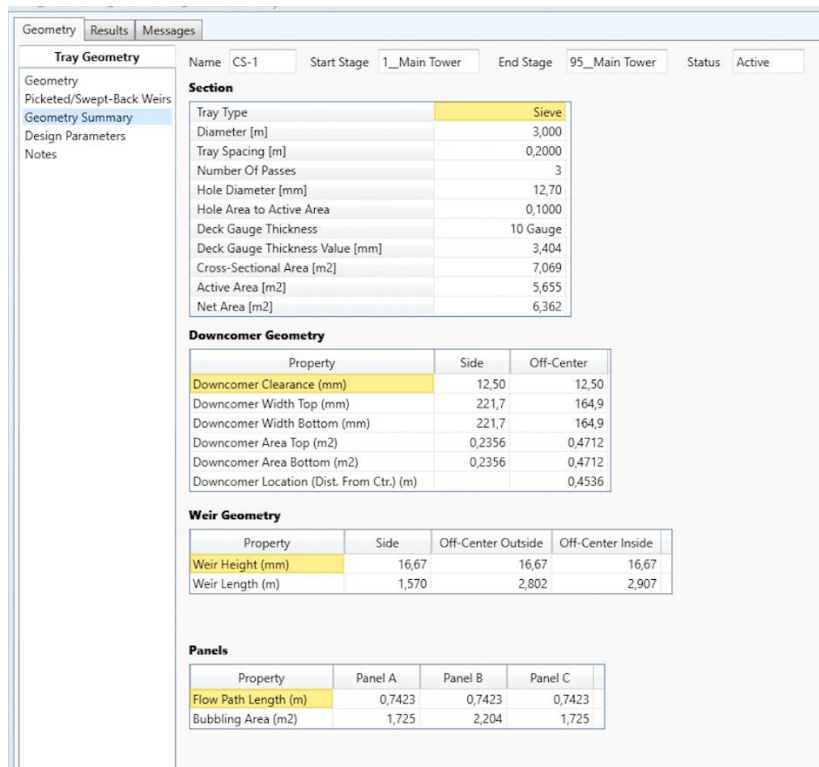 Geometry Results Messages
Tray Geometry
Geometry
Picketed/Swept-Back Weirs
Geometry Summary
Design Parameters
Notes
Name CS-1 Start Stage 1__Main Tower End Stage 95__Main Tower Status Active
Section
Tray Type Sieve
Diameter [m] 3,000
Tray Spacing [m] 0,2000
Number Of Passes 3
Hole Diameter [mm] 12,70
Hole Area to Active Area 0,1000
Deck Gauge Thickness 10 Gauge
Deck Gauge Thickness Value [mm] 3,404
Cross-Sectional Area [m2] 7,069
Active Area [m2] 5,655
Net Area [m2] 6,362
Downcomer Geometry
Property Side Off-Center
Downcomer Clearance (mm) 12,50 12,50
Downcomer Width Top (mm) 221,7 164,9
Downcomer Width Bottom (mm) 221,7 164,9
Downcomer Area Top (m2) 0,2356 0,4712
Downcomer Area Bottom (m2) 0,2356 0,4712
Downcomer Location (Dist. From Ctr.) (m) 0,4536
Weir Geometry
Property Side Off-Center Outside Off-Center Inside
Weir Height (mm) 16,67 16,67 16,67
Weir Length (m) 1,570 2,802 2,907
Panels
Property Panel A Panel B Panel C
Flow Path Length (m) 0,7423 0,7423 0,7423
Bubbling Area (m2) 1,725 2,204 1,725